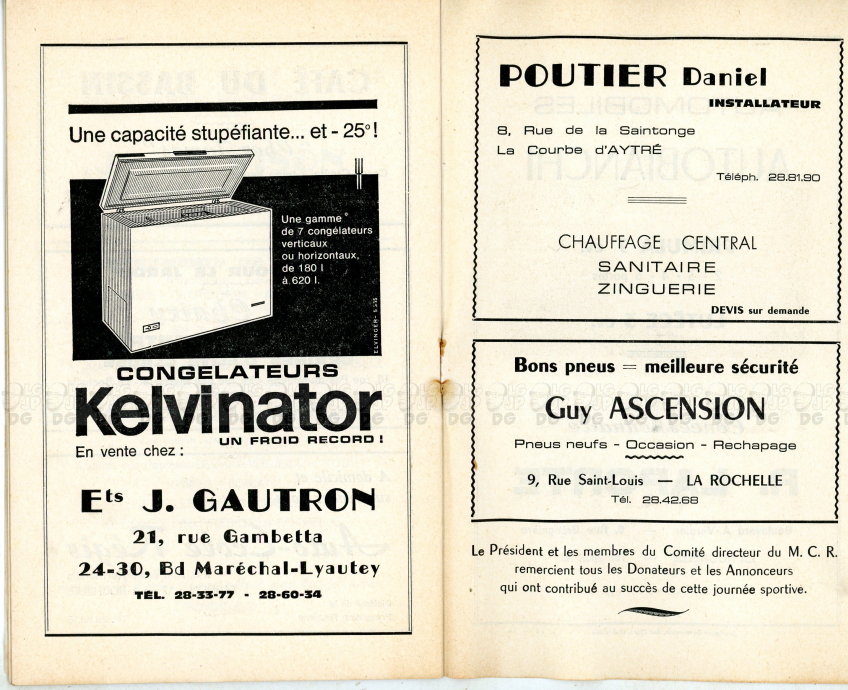 Une capacité stupéfiante... et - 25° !
Une gamme
de 7 congélateurs
verticaux
ou horizontaux,
de 180 l
à 620 l.
ELVINGER-
CONGELATEURS
Kelvinator
UN FROID RECORD !
En vente chez :
Ets J. GAUTRON
21, rue Gambetta
24-30, Bd Maréchal-Lyautey
TÉL. 28-33-77 - 28-60-34
POUTIER Daniel
INSTALLATEUR
8, Rue de la Saintonge
La Courbe d'AYTRÉ
Téléph. 28.81.90
CHAUFFAGE CENTRAL
SANITAIRE
ZINGUERIE
DEVIS sur demande
Bons pneus = meilleure sécurité
Guy ASCENSION
Pneus neufs - Occasion - Rechapage
9, Rue Saint-Louis — LA ROCHELLE
Tél. 28.42.68
Le Président et les membres du Comité directeur du M. C. R.
remercient tous les Donateurs et les Annonceurs
qui ont contribué au succès de cette journée sportive.